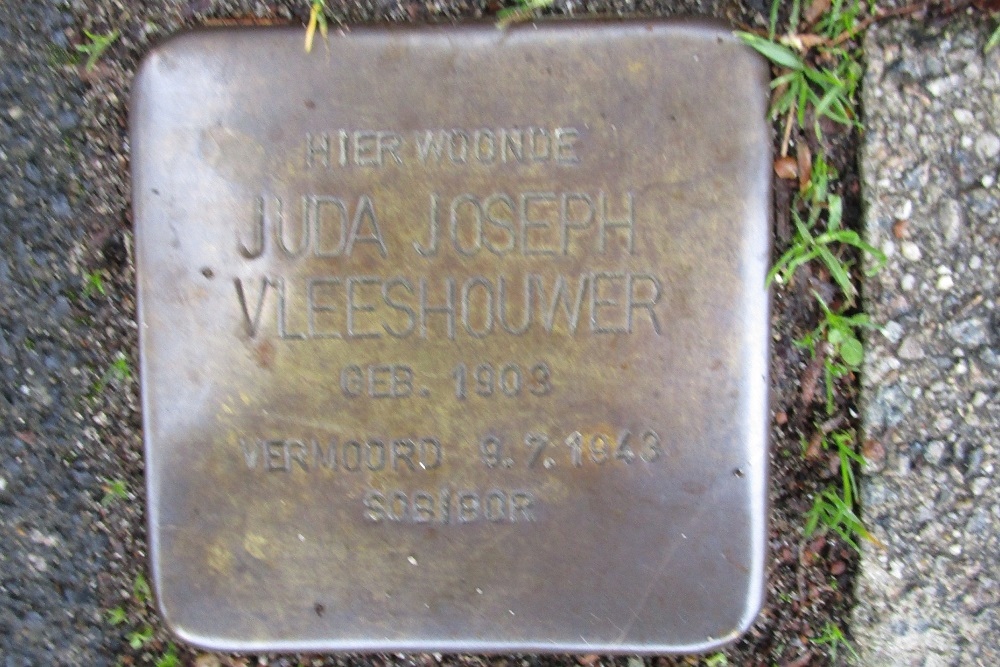 HIER WOONDE
JUDA JOSEPH
VLEESHOUWER
GEB. 1903
VERMOORD 9.7.1943
SOBIBOR